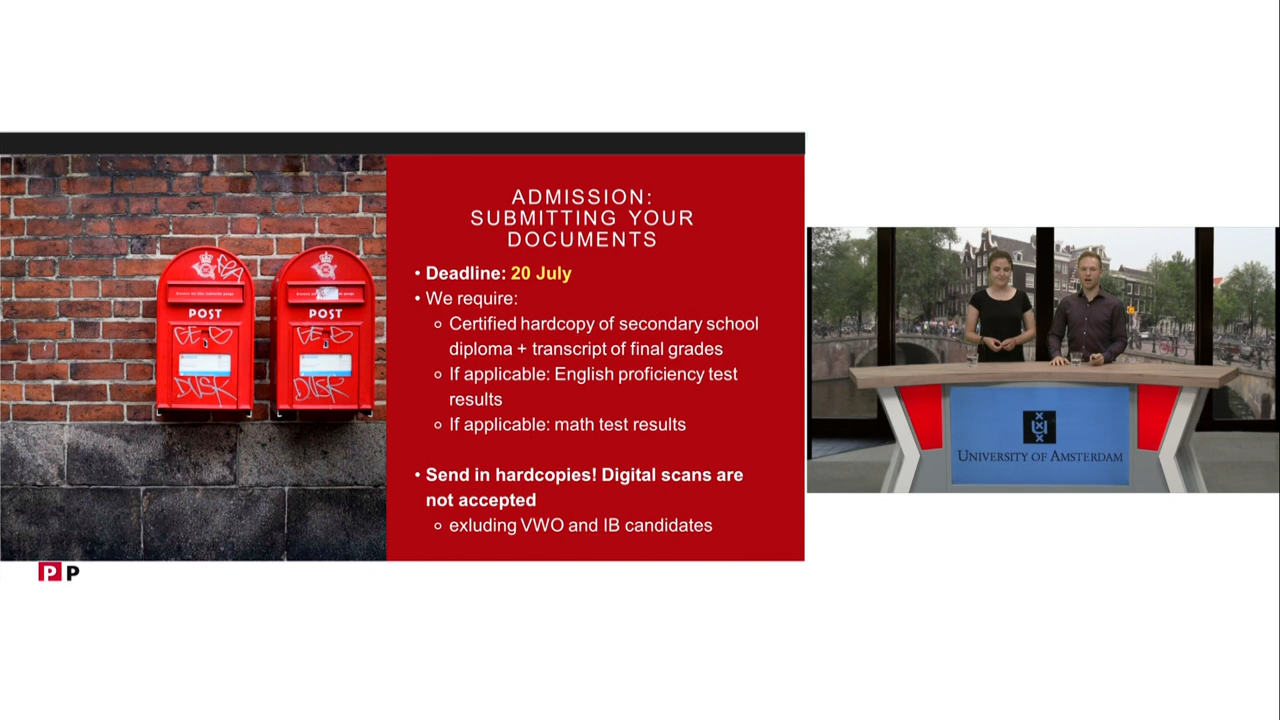 ADMISSION:
SUBMITTING YOUR
DOCUMENTS
• Deadline: 20 July
• We require:
Certified hardcopy of secondary school
diploma + transcript of final grades
If applicable: English proficiency test
results
If applicable: math test results
• Send in hardcopies! Digital scans are
not accepted
exluding VWO and IB candidates
POST
POST
DUSK
DUSK
UNIVERSITY OF AMSTERDAM
P P